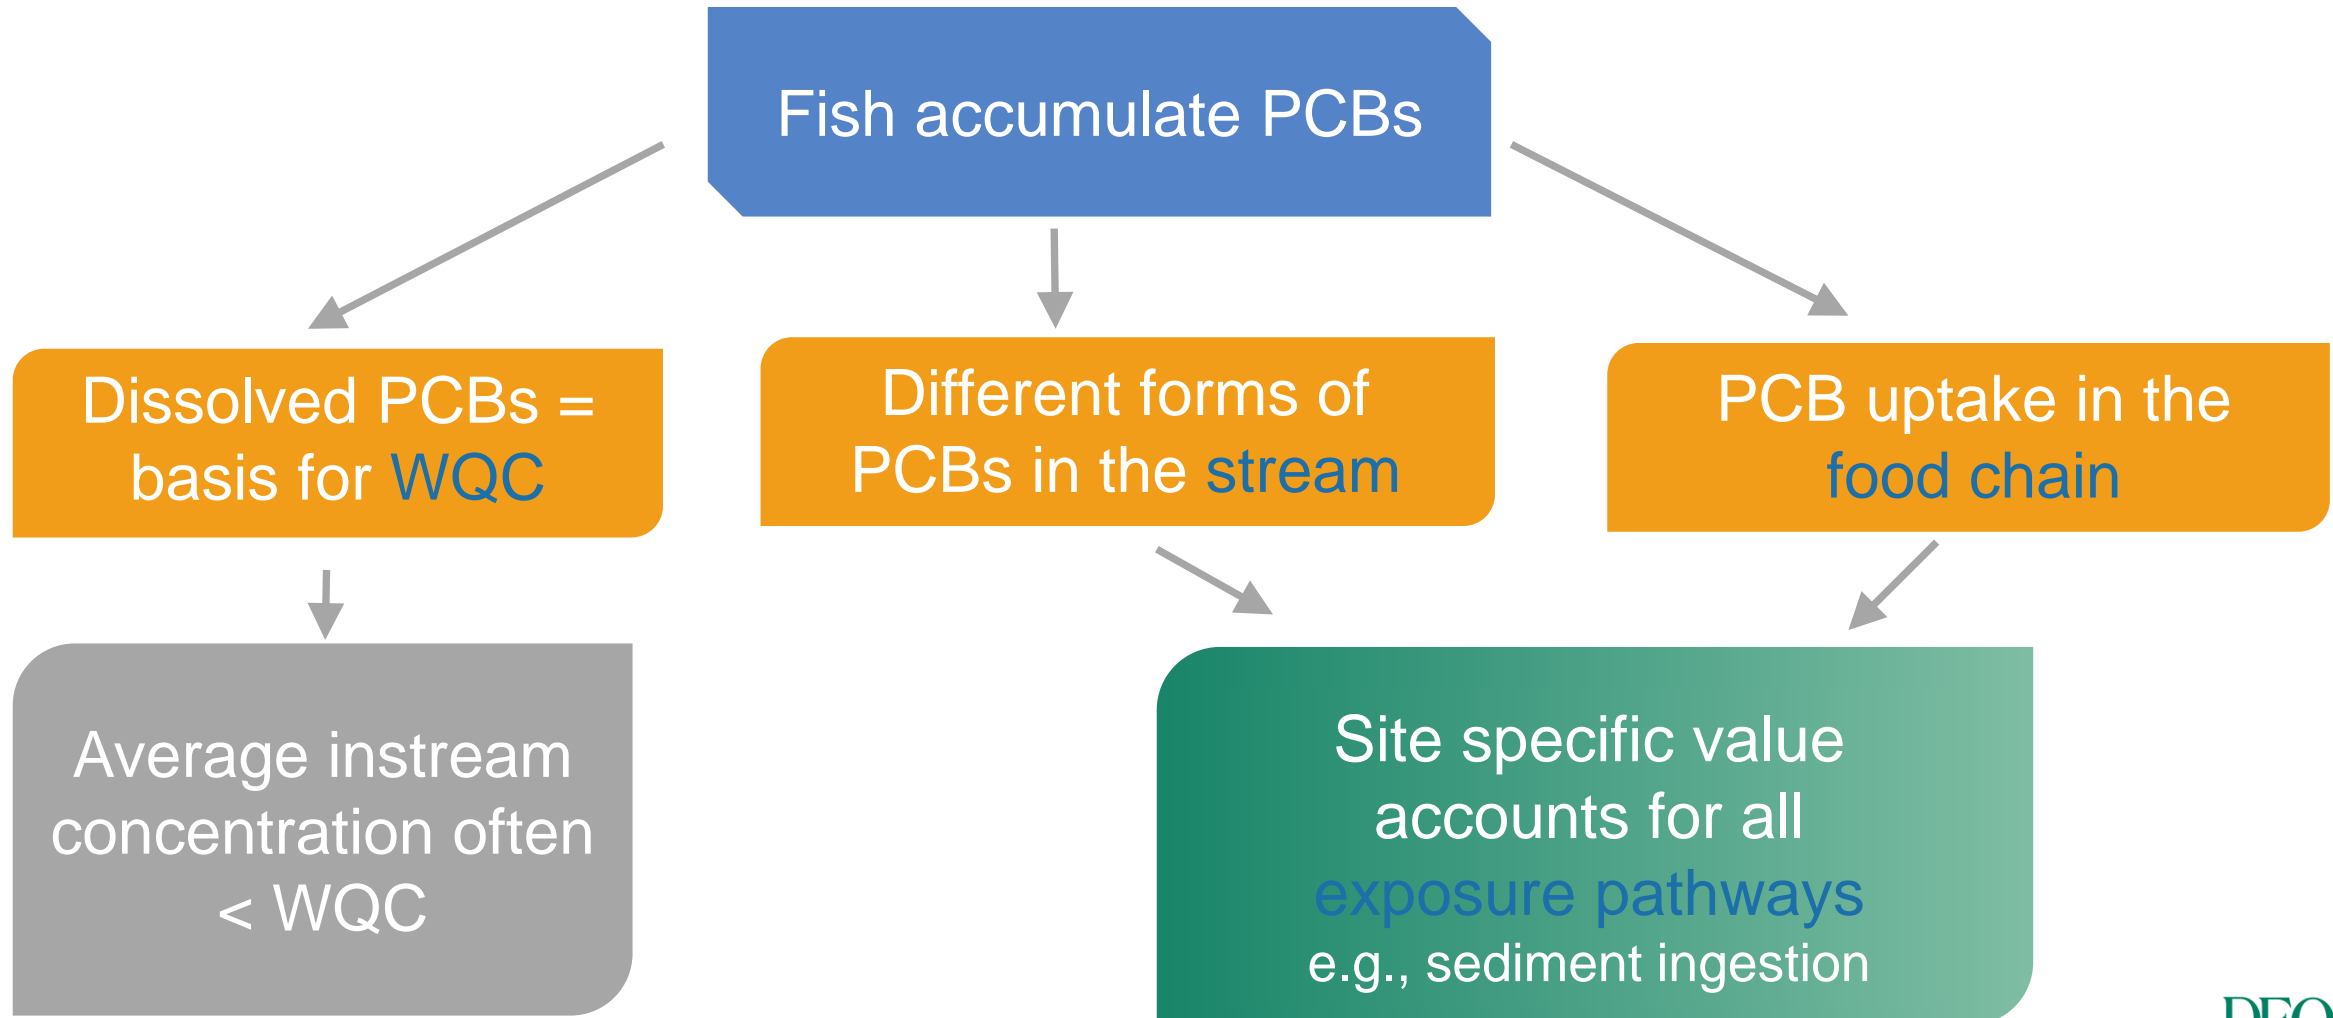 Fish accumulate PCBs
Dissolved PCBs =
basis for WQC
Different forms of
PCBs in the stream
PCB uptake in the
food chain
Average instream
concentration often
< WQC
Site specific value
accounts for all
exposure pathways
e.g., sediment ingestion
DEQ